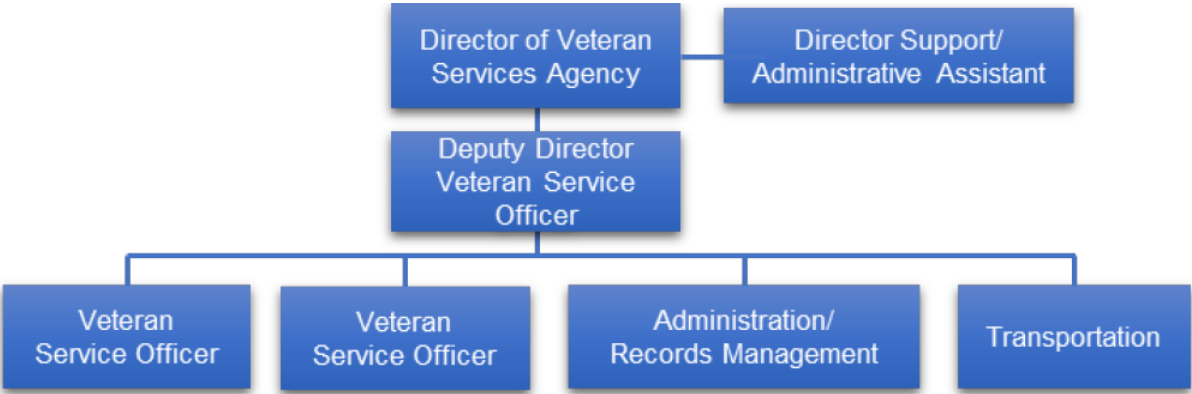 Director of Veteran
Services Agency
Director Support/
Administrative Assistant
Deputy Director
Veteran Service
Officer
Veteran
Service Officer
Veteran
Service Officer
Administration/
Records Management
Transportation